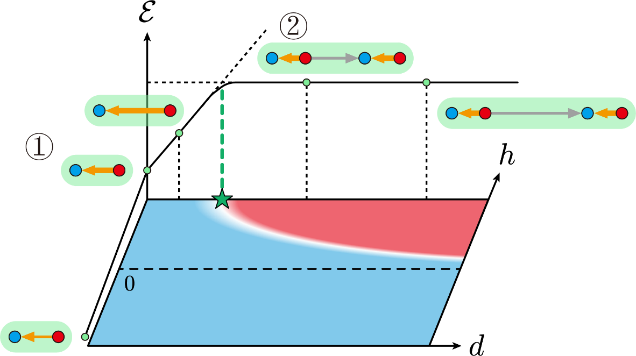 ℰ
②
①
h
0
d